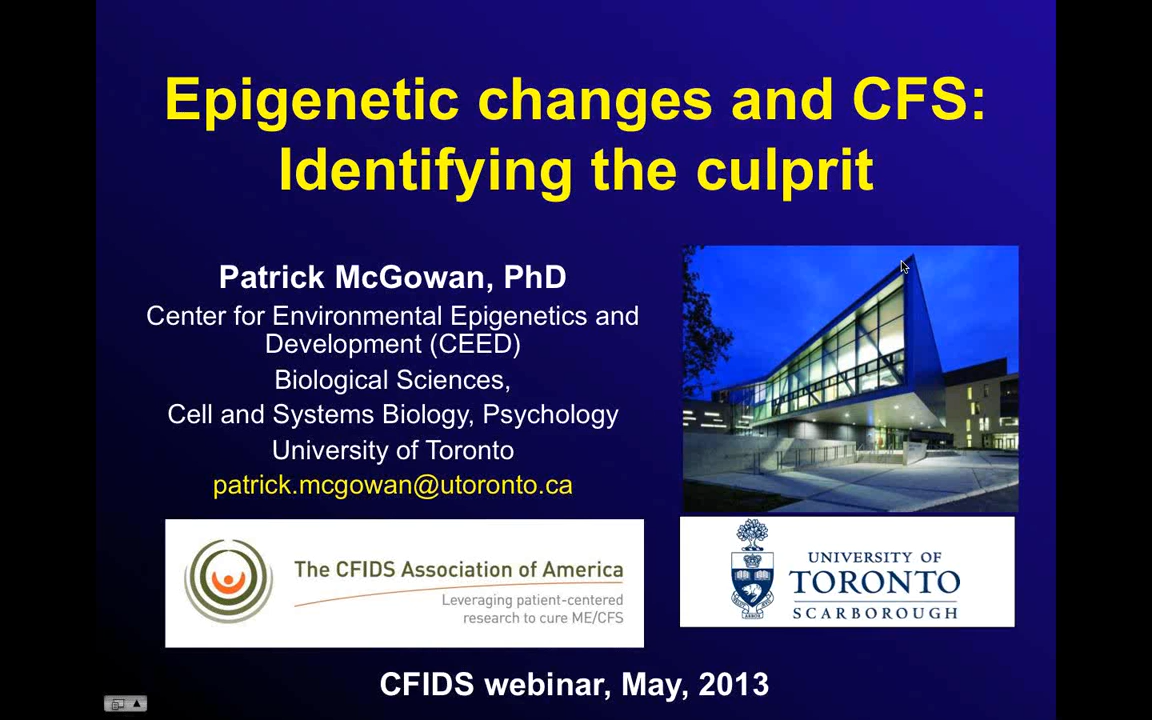 Epigenetic changes and CFS:
Identifying the culprit
Patrick McGowan, PhD
Center for Environmental Epigenetics and
Development (CEED)
Biological Sciences,
Cell and Systems Biology, Psychology
University of Toronto
patrick.mcgowan@utoronto.ca
The CFIDS Association of America
Leveraging patient-centered
research to cure ME/CFS
UNIVERSITY OF
TORONTO
SCARBOROUGH
CFIDS webinar, May, 2013